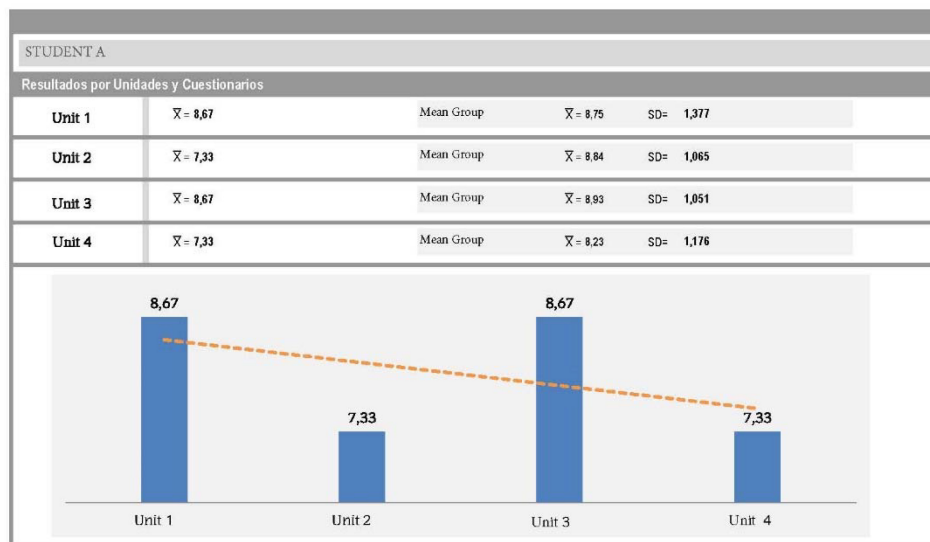 STUDENT A
Resultados por Unidades y Cuestionarios
Unit 1 X̅ = 8,67 Mean Group X̅ = 8,75 SD= 1,377
Unit 2 X̅ = 7,33 Mean Group X̅ = 8,84 SD= 1,065
Unit 3 X̅ = 8,67 Mean Group X̅ = 8,93 SD= 1,051
Unit 4 X̅ = 7,33 Mean Group X̅ = 8,23 SD= 1,176
8,67 8,67
7,33 7,33
Unit 1 Unit 2 Unit 3 Unit 4